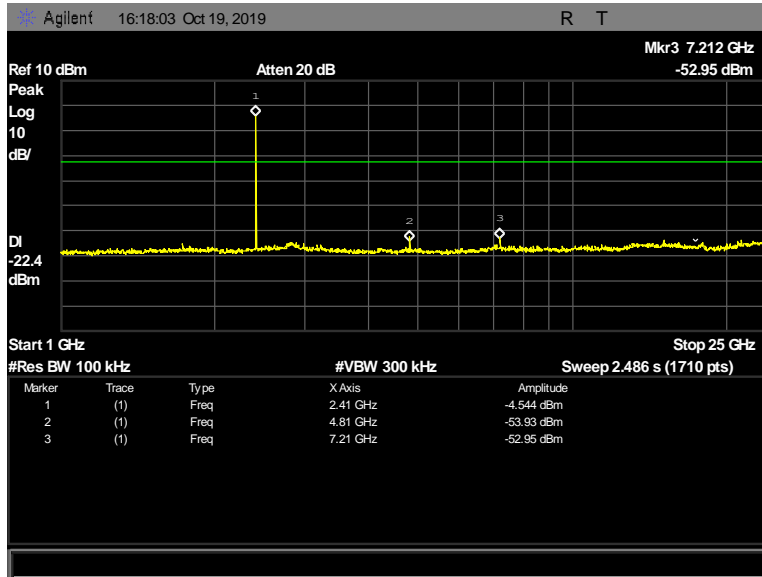 Agilent 16:18:03 Oct 19, 2019 R T
Mkr3 7.212 GHz
Ref 10 dBm Atten 20 dB -52.95 dBm
Peak
Log
10
dB/
1
2
3
DI
-22.4
dBm
Start 1 GHz Stop 25 GHz
#Res BW 100 kHz #VBW 300 kHz Sweep 2.486 s (1710 pts)
Marker Trace Type X Axis Amplitude
1 (1) Freq 2.41 GHz -4.544 dBm
2 (1) Freq 4.81 GHz -53.93 dBm
3 (1) Freq 7.21 GHz -52.95 dBm